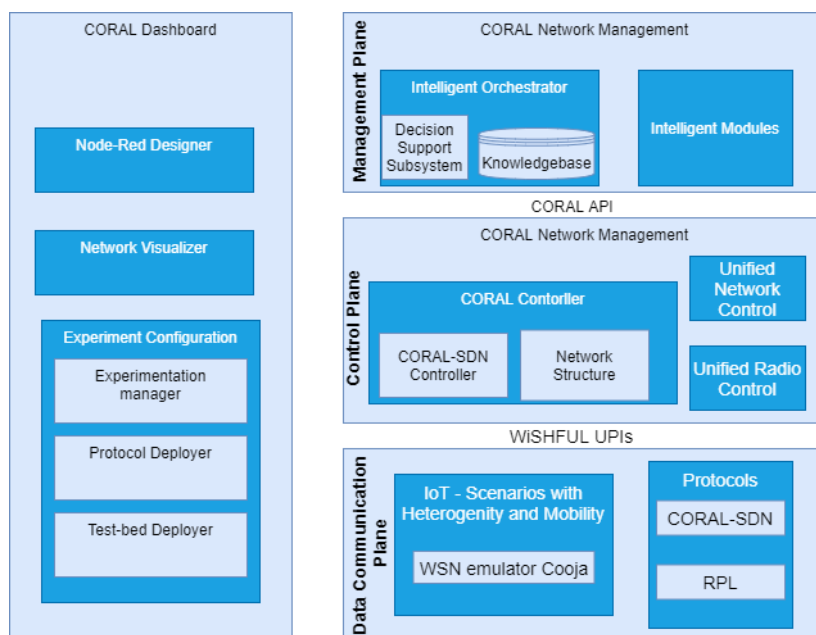 CORAL Dashboard
Node-Red Designer
Network Visualizer
Experiment Configuration
Experimentation
manager
Protocol Deployer
Test-bed Deployer
Management Plane
CORAL Network Management
Intelligent Orchestrator
Decision
Support
Subsystem
Knowledgebase
Intelligent Modules
CORAL API
Control Plane
CORAL Network Management
CORAL Contorller
CORAL-SDN
Controller
Network
Structure
Unified
Network
Control
Unified Radio
Control
WiSHFUL UPIs
Data Communication
Plane
IoT - Scenarios with
Heterogenity and Mobility
WSN emulator Cooja
Protocols
CORAL-SDN
RPL